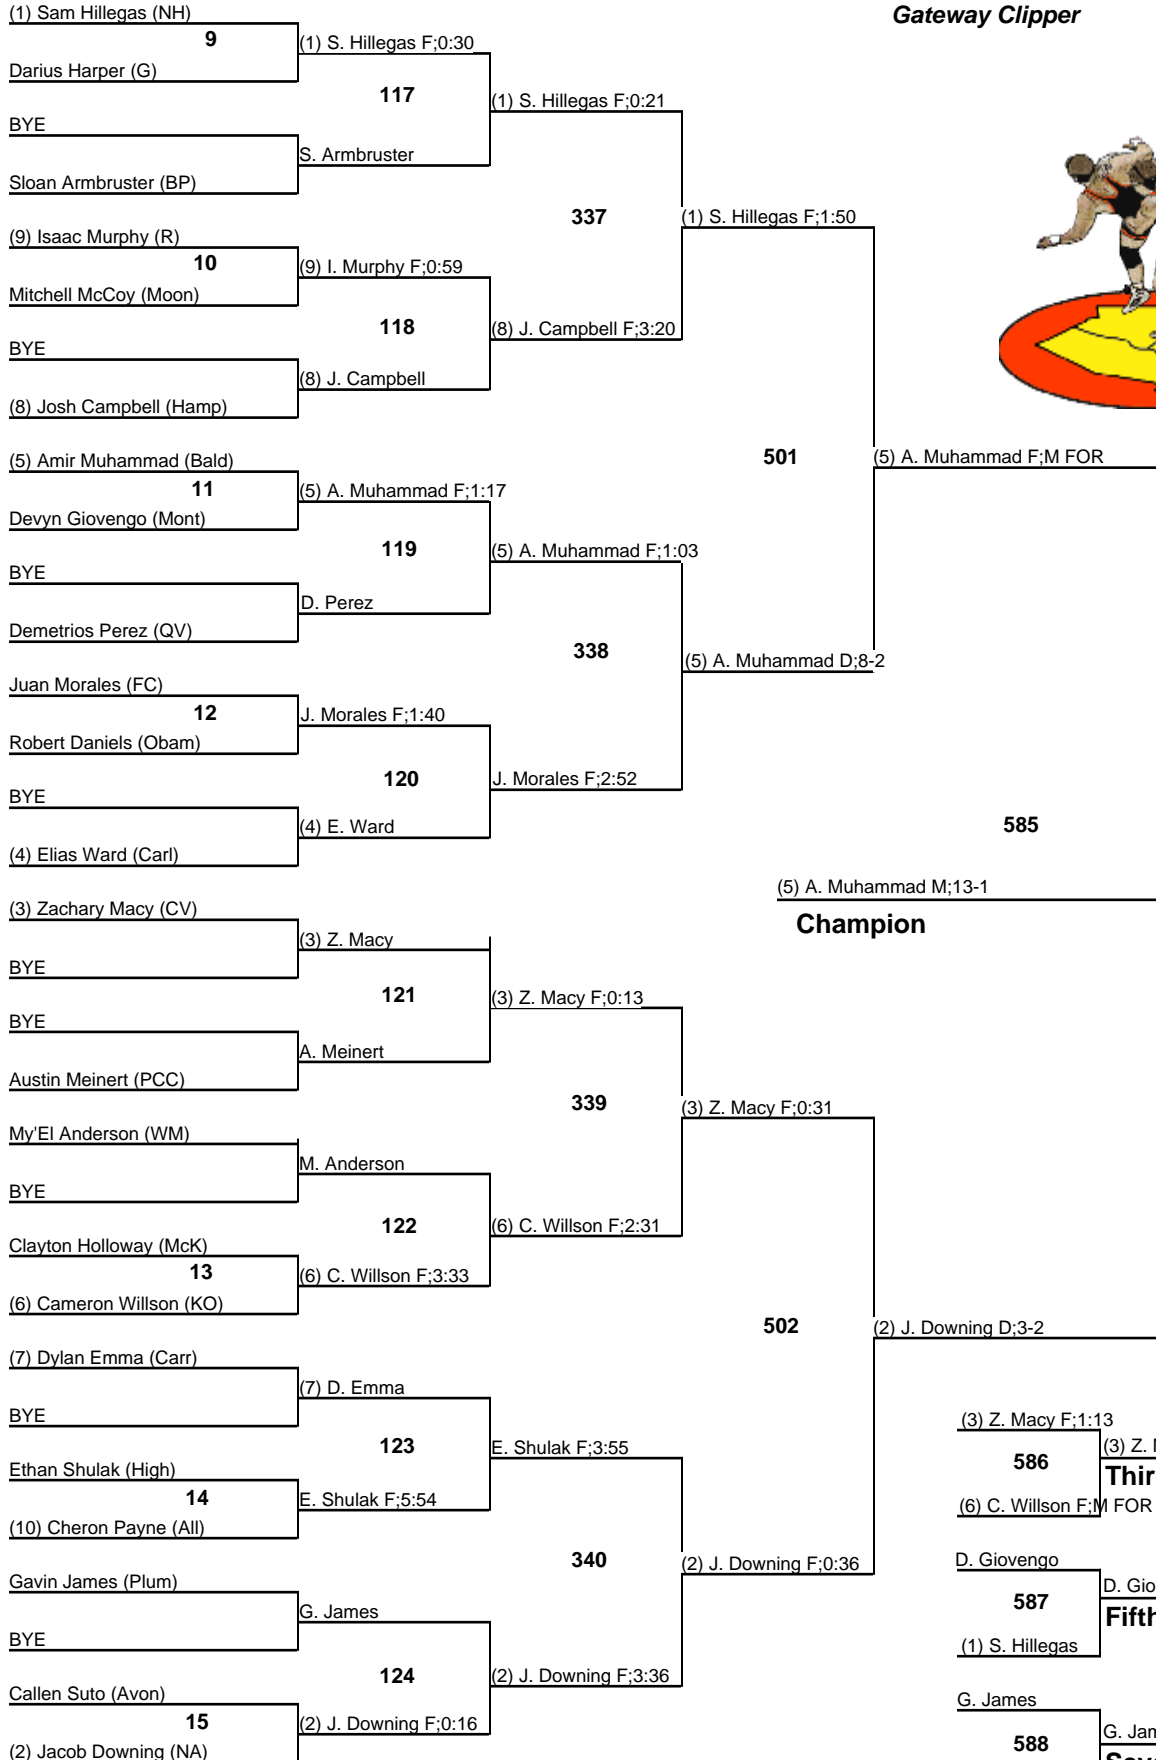 Gateway Clipper
(1) Sam Hillegas (NH)
9
Darius Harper (G)
(1) S. Hillegas F;0:30
117
BYE
Sloan Armbruster (BP)
S. Armbruster
(1) S. Hillegas F;0:21
337
(9) Isaac Murphy (R)
10
Mitchell McCoy (Moon)
(9) I. Murphy F;0:59
118
BYE
(8) Josh Campbell (Hamp)
(8) J. Campbell
(8) J. Campbell F;3:20
(1) S. Hillegas F;1:50
501
(5) Amir Muhammad (Bald)
11
Devyn Giovengo (Mont)
(5) A. Muhammad F;1:17
119
BYE
Demetrios Perez (QV)
D. Perez
(5) A. Muhammad F;1:03
338
Juan Morales (FC)
12
Robert Daniels (Obam)
J. Morales F;1:40
120
BYE
(4) Elias Ward (Carl)
(4) E. Ward
J. Morales F;2:52
(5) A. Muhammad D;8-2
(5) A. Muhammad F;M FOR
585
(5) A. Muhammad M;13-1
Champion
(3) Zachary Macy (CV)
BYE
(3) Z. Macy
121
BYE
Austin Meinert (PCC)
A. Meinert
(3) Z. Macy F;0:13
339
My'El Anderson (WM)
BYE
M. Anderson
122
Clayton Holloway (McK)
13
(6) Cameron Willson (KO)
(6) C. Willson F;3:33
(6) C. Willson F;2:31
(3) Z. Macy F;0:31
502
(7) Dylan Emma (Carr)
BYE
(7) D. Emma
123
Ethan Shulak (High)
14
(10) Cheron Payne (All)
E. Shulak F;5:54
E. Shulak F;3:55
340
Gavin James (Plum)
BYE
G. James
124
Callen Suto (Avon)
15
(2) Jacob Downing (NA)
(2) J. Downing F;0:16
(2) J. Downing F;3:36
(2) J. Downing F;0:36
(2) J. Downing D;3-2
(3) Z. Macy F;1:13
586
(6) C. Willson F;M FOR
(3) Z.
D. Giovengo
587
(1) S. Hillegas
D. Gio
G. James
588